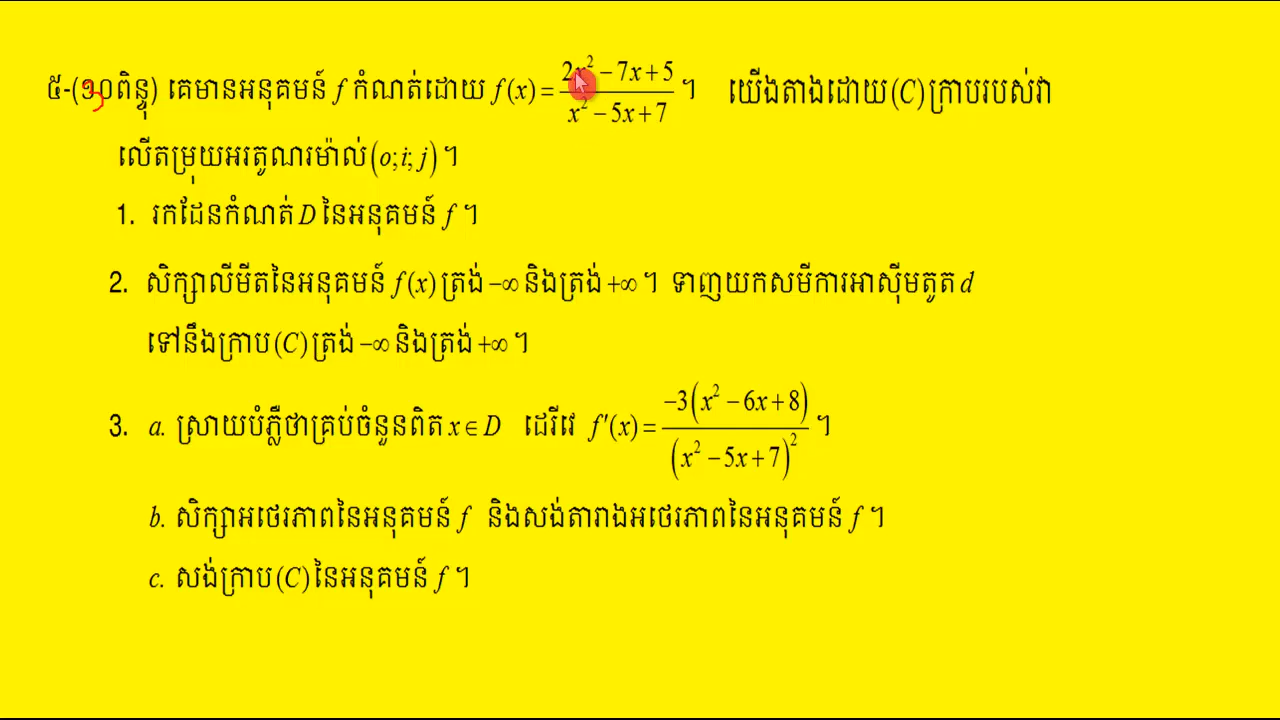 ៥-(១០ពិន្ទុ) គេមានអនុគមន៍ f កំណត់ដោយ f(x) = (2x² − 7x + 5)/(x² − 5x + 7) ។ យើងតាងដោយ (C) ក្រាបរបស់វា
លើតម្រុយអរតូណរម៉ាល់ (o; i; j) ។
1. រកដែនកំណត់ D នៃអនុគមន៍ f ។
2. សិក្សាលីមីតនៃអនុគមន៍ f(x) ត្រង់ −∞ និងត្រង់ +∞ ។ ទាញយកសមីការអាស៊ីមតូត d
ទៅនឹងក្រាប (C) ត្រង់ −∞ និងត្រង់ +∞ ។
3. a. ស្រាយបំភ្លឺថាគ្រប់ចំនួនពិត x ∈ D ដេរីវេ f′(x) = −3(x² − 6x + 8)/(x² − 5x + 7)² ។
b. សិក្សាអថេរភាពនៃអនុគមន៍ f និងសង់តារាងអថេរភាពនៃអនុគមន៍ f ។
c. សង់ក្រាប (C) នៃអនុគមន៍ f ។